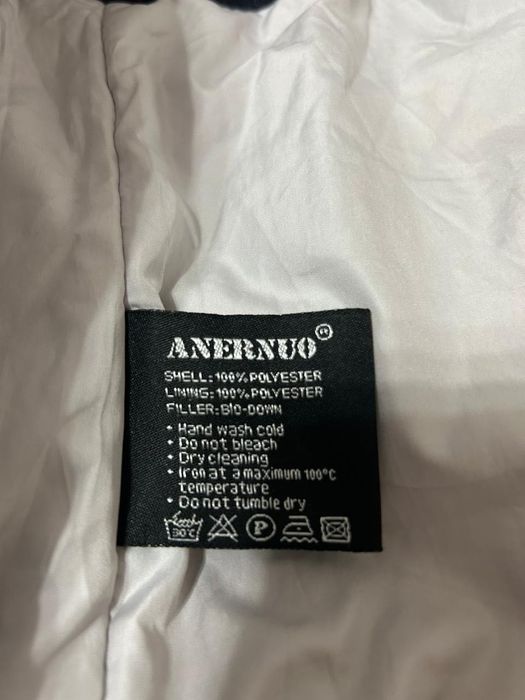 ANERNUO®
SHELL:100%POLYESTER
LINING:100%POLYESTER
FILLER:BIO-DOWN
• Hand wash cold
• Do not bleach
• Dry cleaning
• Iron at a maximum 100°C
temperature
• Do not tumble dry
30°C P